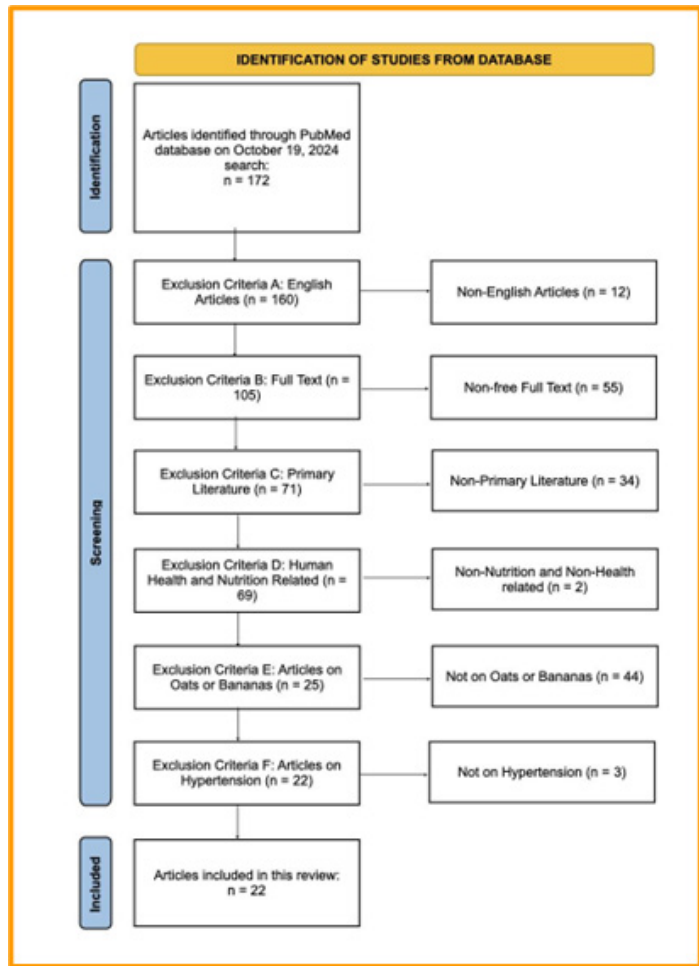 IDENTIFICATION OF STUDIES FROM DATABASE
Identification
Articles identified through PubMed
database on October 19, 2024
search:
n = 172
Screening
Exclusion Criteria A: English
Articles (n = 160)
Non-English Articles (n = 12)
Exclusion Criteria B: Full Text (n =
105)
Non-free Full Text (n = 55)
Exclusion Criteria C: Primary
Literature (n = 71)
Non-Primary Literature (n = 34)
Exclusion Criteria D: Human
Health and Nutrition Related (n =
69)
Non-Nutrition and Non-Health
related (n = 2)
Exclusion Criteria E: Articles on
Oats or Bananas (n = 25)
Not on Oats or Bananas (n = 44)
Exclusion Criteria F: Articles on
Hypertension (n = 22)
Not on Hypertension (n = 3)
Included
Articles included in this review:
n = 22